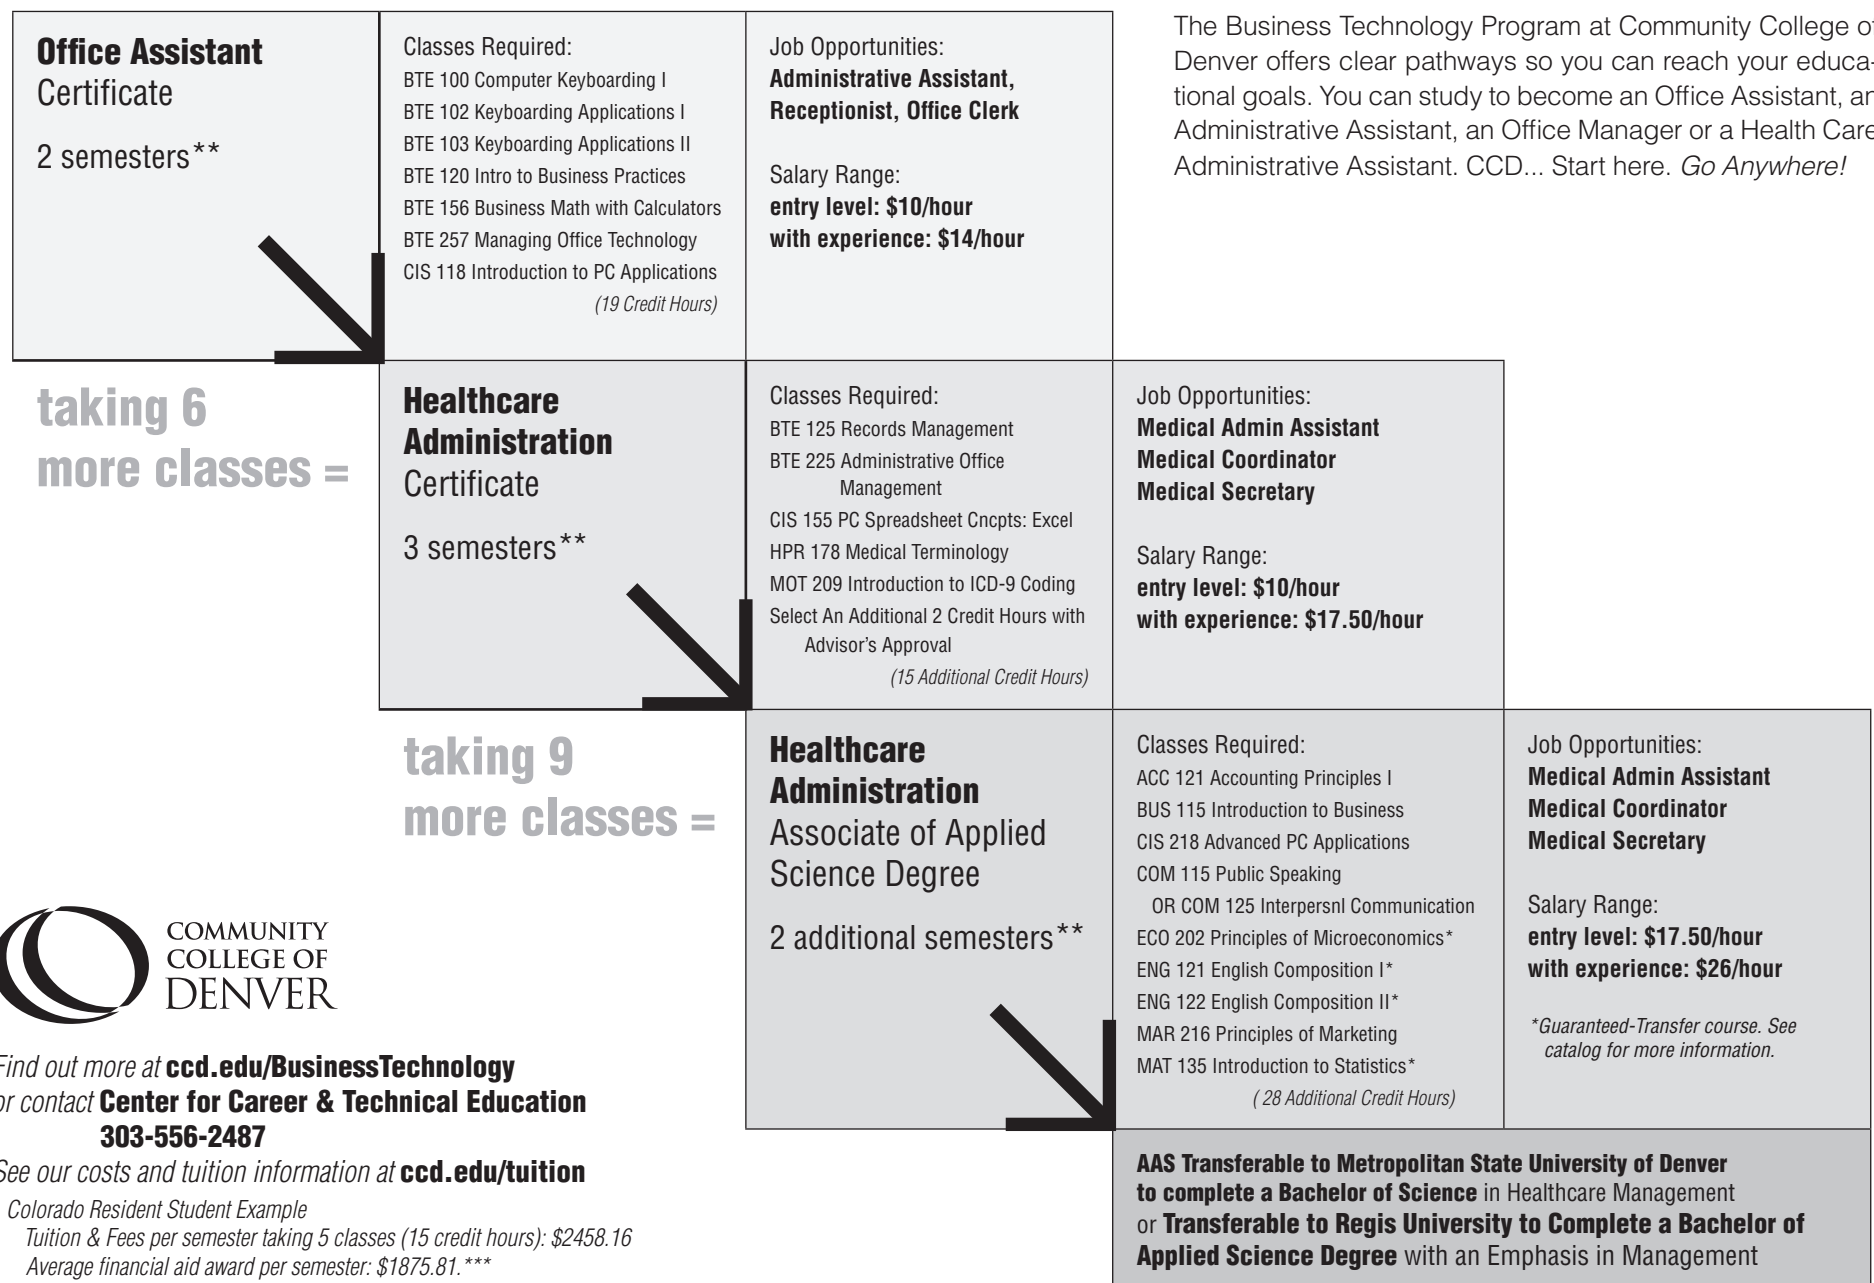 Office Assistant
Certificate
2 semesters**
Classes Required:
BTE 100 Computer Keyboarding I
BTE 102 Keyboarding Applications I
BTE 103 Keyboarding Applications II
BTE 120 Intro to Business Practices
BTE 156 Business Math with Calculators
BTE 257 Managing Office Technology
CIS 118 Introduction to PC Applications
(19 Credit Hours)
Job Opportunities:
Administrative Assistant,
Receptionist, Office Clerk
Salary Range:
entry level: $10/hour
with experience: $14/hour
The Business Technology Program at Community College of
Denver offers clear pathways so you can reach your educa-
tional goals. You can study to become an Office Assistant, an
Administrative Assistant, an Office Manager or a Health Care
Administrative Assistant. CCD... Start here. Go Anywhere!
taking 6
more classes =
Healthcare
Administration
Certificate
3 semesters**
Classes Required:
BTE 125 Records Management
BTE 225 Administrative Office
Management
CIS 155 PC Spreadsheet Cncpts: Excel
HPR 178 Medical Terminology
MOT 209 Introduction to ICD-9 Coding
Select An Additional 2 Credit Hours with
Advisor's Approval
(15 Additional Credit Hours)
Job Opportunities:
Medical Admin Assistant
Medical Coordinator
Medical Secretary
Salary Range:
entry level: $10/hour
with experience: $17.50/hour
taking 9
more classes =
Healthcare
Administration
Associate of Applied
Science Degree
2 additional semesters**
Classes Required:
ACC 121 Accounting Principles I
BUS 115 Introduction to Business
CIS 218 Advanced PC Applications
COM 115 Public Speaking
OR COM 125 Interpersnl Communication
ECO 202 Principles of Microeconomics*
ENG 121 English Composition I*
ENG 122 English Composition II*
MAR 216 Principles of Marketing
MAT 135 Introduction to Statistics*
( 28 Additional Credit Hours)
Job Opportunities:
Medical Admin Assistant
Medical Coordinator
Medical Secretary
Salary Range:
entry level: $17.50/hour
with experience: $26/hour
*Guaranteed-Transfer course. See
catalog for more information.
COMMUNITY
COLLEGE OF
DENVER
Find out more at ccd.edu/BusinessTechnology
or contact Center for Career & Technical Education
303-556-2487
See our costs and tuition information at ccd.edu/tuition
Colorado Resident Student Example
Tuition & Fees per semester taking 5 classes (15 credit hours): $2458.16
Average financial aid award per semester: $1875.81.***
AAS Transferable to Metropolitan State University of Denver
to complete a Bachelor of Science in Healthcare Management
or Transferable to Regis University to Complete a Bachelor of
Applied Science Degree with an Emphasis in Management